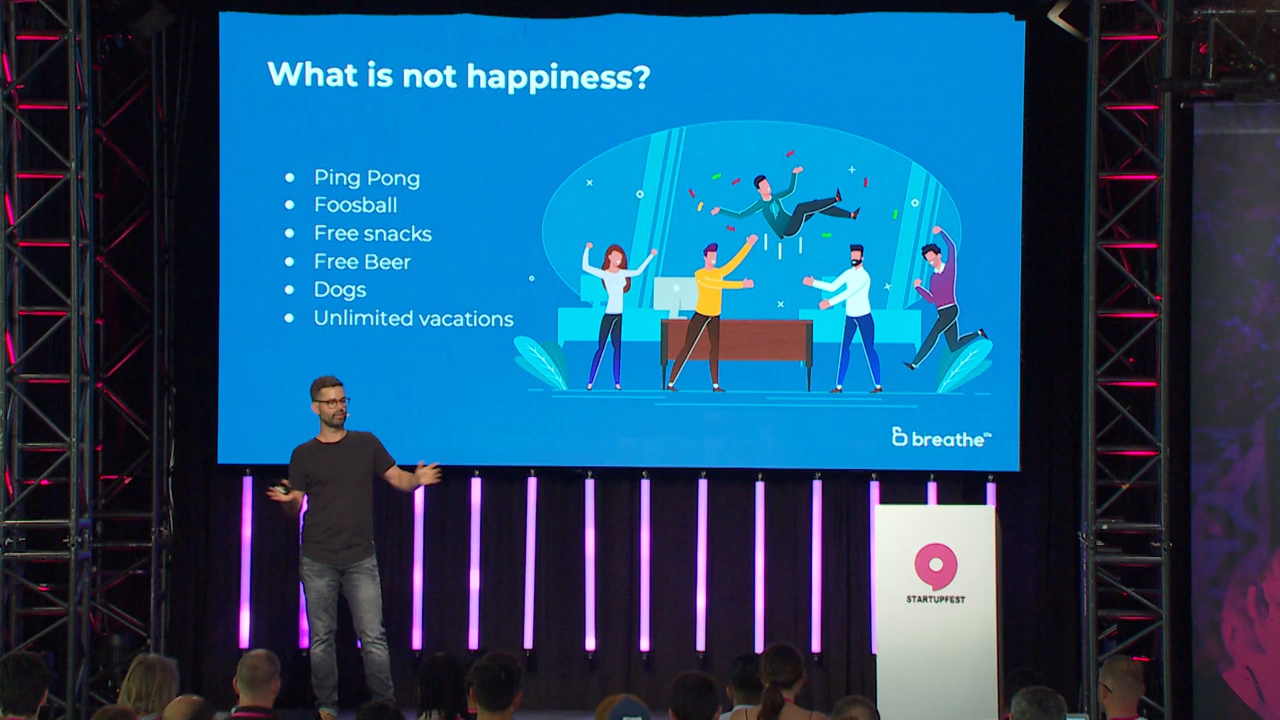 What is not happiness?
Ping Pong
Foosball
Free snacks
Free Beer
Dogs
Unlimited vacations
breathe
STARTUPFEST